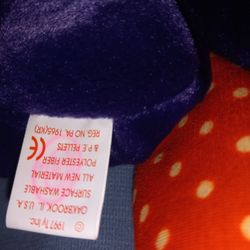 © 1997 Ty Inc.
OAKBROOK, IL. U.S.A.
SURFACE WASHABLE
ALL NEW MATERIAL
POLYESTER FIBER
& P.E. PELLETS CE
REG. NO PA. 1965(KR)